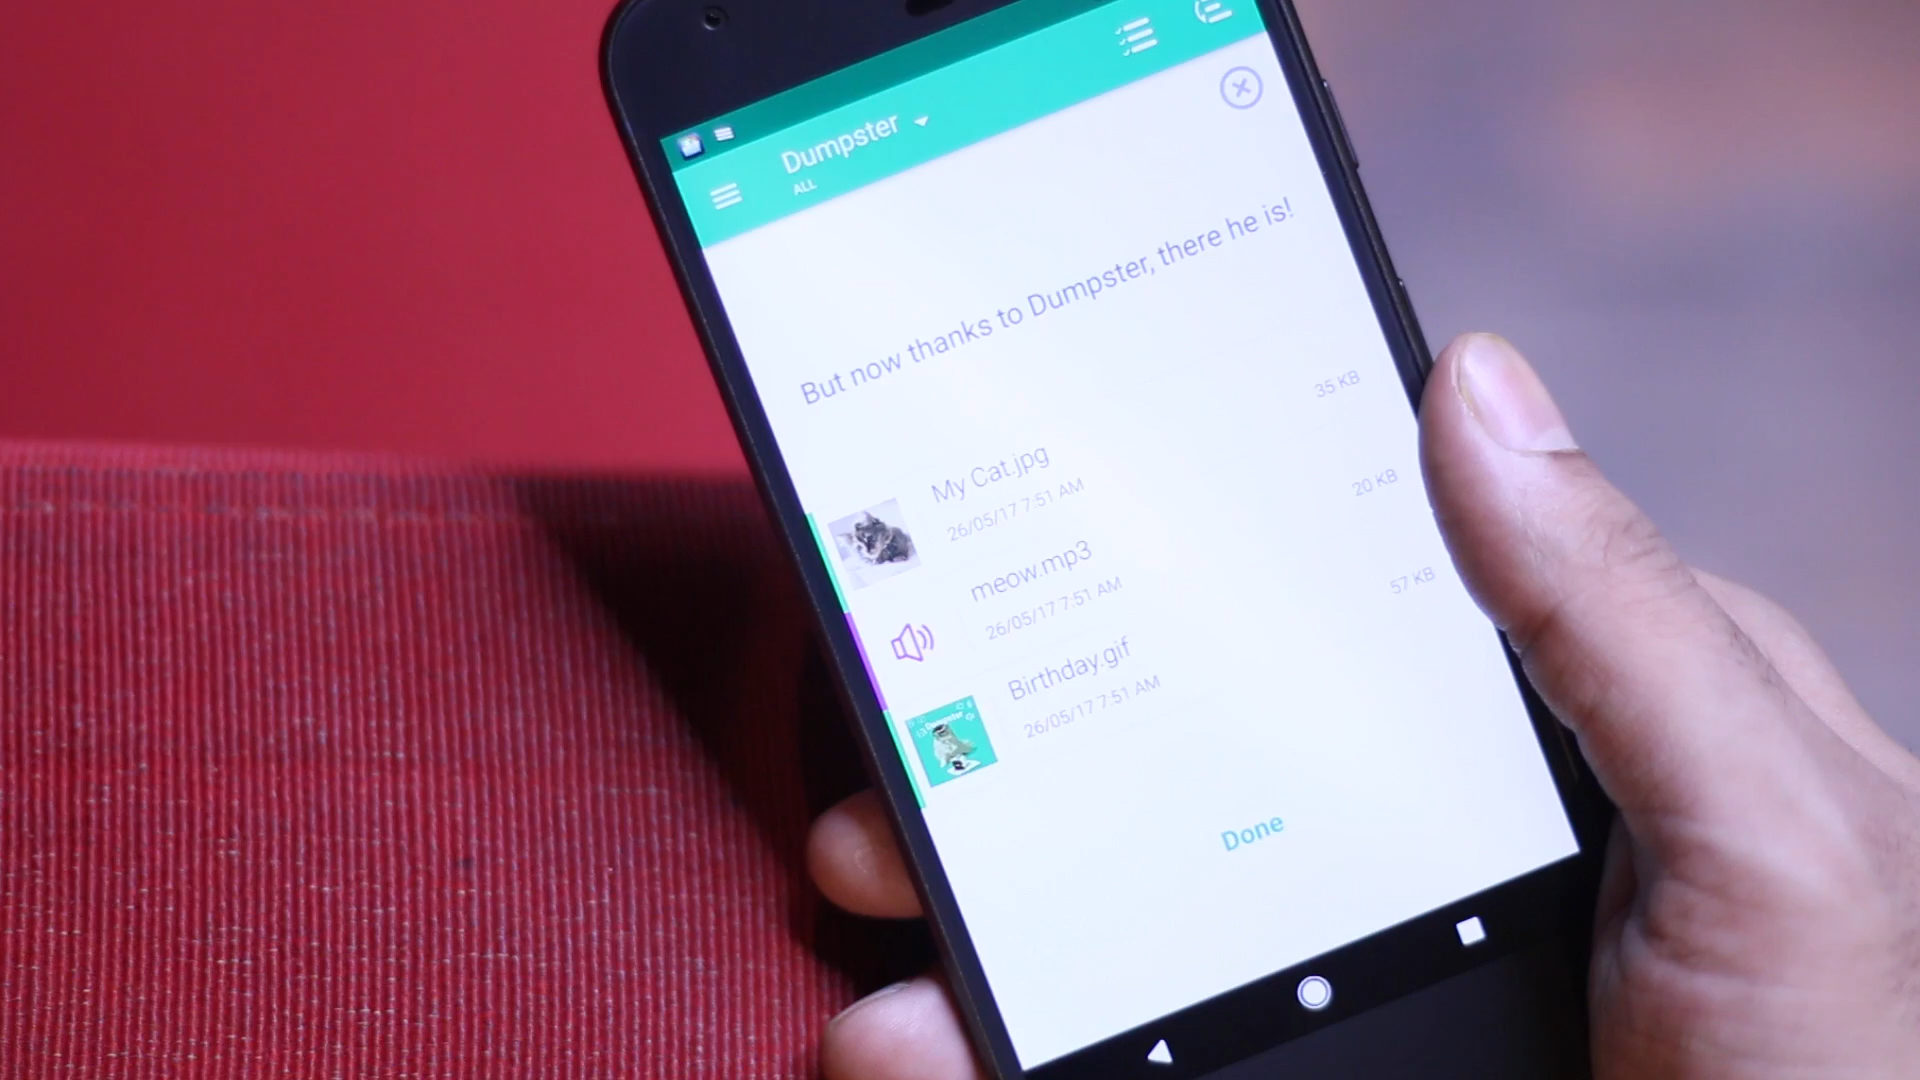 Dumpster
ALL
But now thanks to Dumpster, there he is!
My Cat.jpg
35 KB
26/05/17 7:51 AM
meow.mp3
20 KB
26/05/17 7:51 AM
Birthday.gif
57 KB
26/05/17 7:51 AM
Dumpster
Done